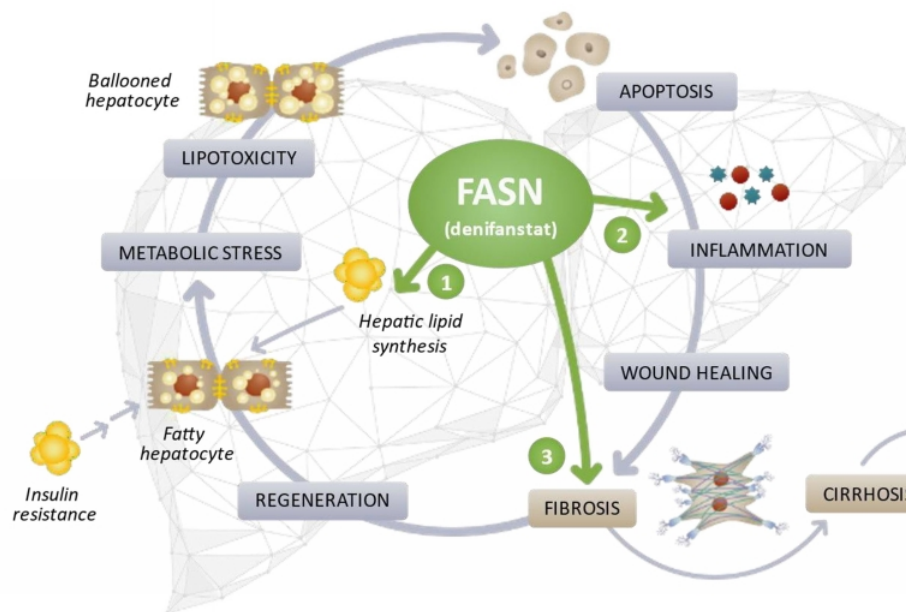 Ballooned
hepatocyte
APOPTOSIS
LIPOTOXICITY
FASN
(denifanstat)
2
METABOLIC STRESS
INFLAMMATION
1
Hepatic lipid
synthesis
WOUND HEALING
Fatty
hepatocyte
3
Insulin
resistance
REGENERATION
FIBROSIS
CIRRHOSIS